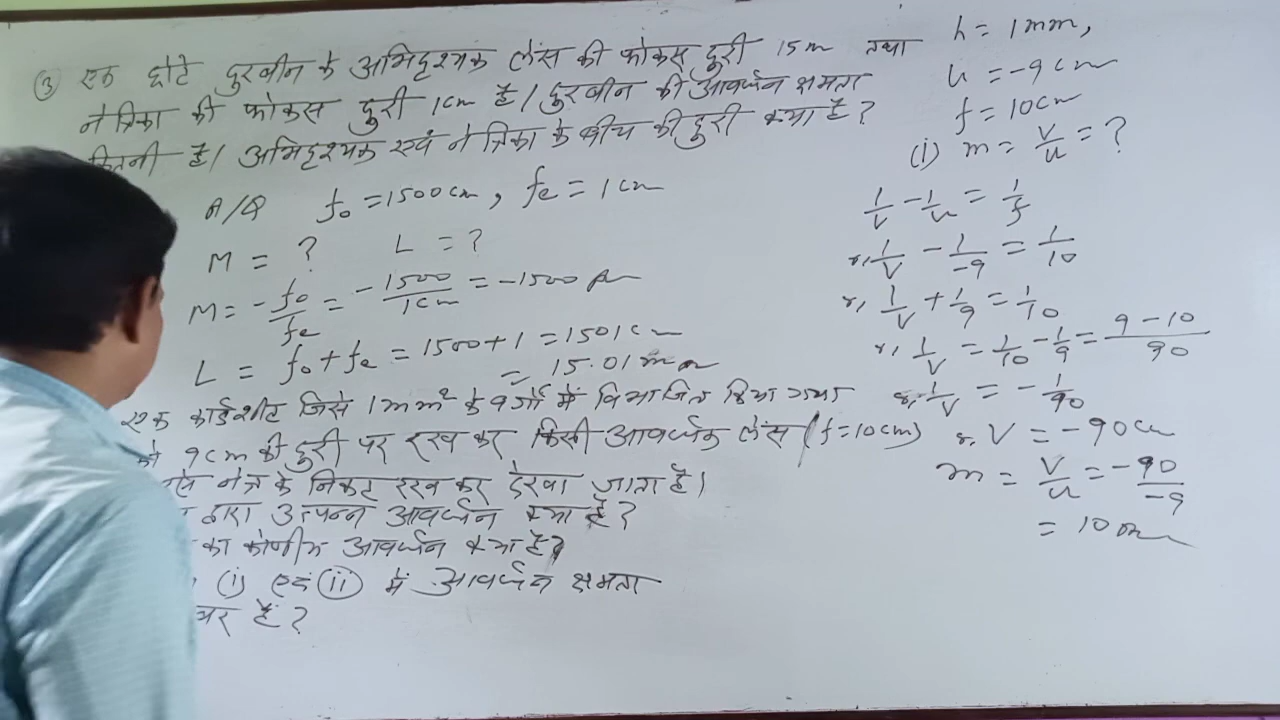 ③ एक छोटे दुरबीन के अभिदृश्यक लेंस की फोकस दुरी 15m तथा
नेत्रिका की फोकस दुरी 1cm है। दुरबीन की आवर्धन क्षमता
कितनी है। अभिदृश्यक एवं नेत्रिका के बीच की दुरी क्या है?
A/Q f₀ = 1500cm, fe = 1cm
M = ? L = ?
M = - f₀/fe = - 1500/1cm = -1500
L = f₀ + fe = 1500 + 1 = 1501cm
= 15.01m
एक कार्डशीट जिसे 1mm² के वर्गों में विभाजित किया गया
को 9cm की दुरी पर रखकर किसी आवर्धक लेंस (f=10cm)
नेत्र के निकट रखकर देखा जाता है।
द्वारा उत्पन्न आवर्धन क्या है?
का कोणीय आवर्धन क्या है?
(i) एवं (ii) में आवर्धन क्षमता
बर है?
h = 1mm,
u = -9cm
f = 10cm
(i) m = v/u = ?
1/v - 1/u = 1/f
r, 1/v - 1/-9 = 1/10
r, 1/v + 1/9 = 1/10
r, 1/v = 1/10 - 1/9 = 9-10/90
r, 1/v = - 1/90
r, V = -90cm
m = v/u = -90/-9
= 10